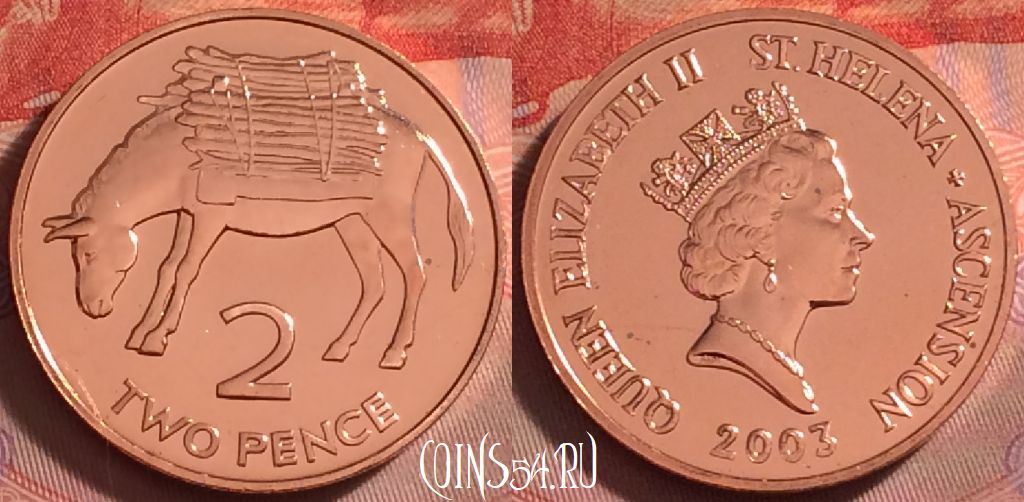 2
TWO PENCE
QUEEN ELIZABETH II ST. HELENA * ASCENSION
2003
COINS54.RU